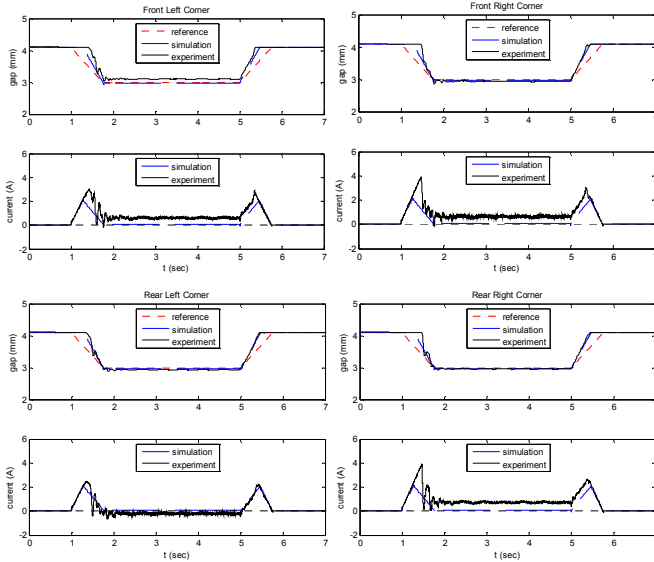 Front Left Corner
5
4
3
2
gap (mm)
reference
simulation
experiment
0 1 2 3 4 5 6 7
6
4
2
0
-2
current (A)
simulation
experiment
0 1 2 3 4 5 6 7
t (sec)
Front Right Corner
5
4
3
2
gap (mm)
reference
simulation
experiment
0 1 2 3 4 5 6
6
4
2
0
-2
current (A)
simulation
experiment
0 1 2 3 4 5 6
t (sec)
Rear Left Corner
5
4
3
2
gap (mm)
reference
simulation
experiment
0 1 2 3 4 5 6 7
6
4
2
0
-2
current (A)
simulation
experiment
0 1 2 3 4 5 6 7
t (sec)
Rear Right Corner
5
4
3
2
gap (mm)
reference
simulation
experiment
0 1 2 3 4 5 6
6
4
2
0
-2
current (A)
simulation
experiment
0 1 2 3 4 5 6
t (sec)